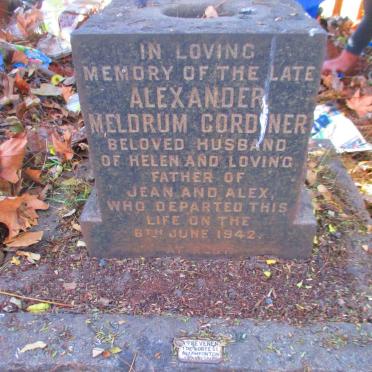 IN LOVING
MEMORY OF THE LATE
ALEXANDER
MELDRUM GORDINER
BELOVED HUSBAND
OF HELEN AND LOVING
FATHER OF
JEAN AND ALEX,
WHO DEPARTED THIS
LIFE ON THE
8TH JUNE 1942.